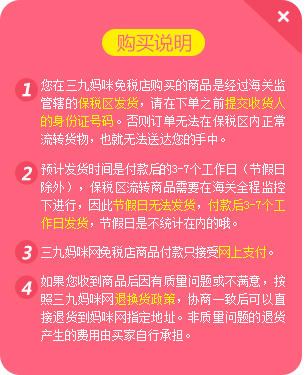 购买说明
1 您在三九妈咪免税店购买的商品是经过海关监
管辖的保税区发货，请在下单之前提交收货人
的身份证号码。否则订单无法在保税区内正常
流转货物，也就无法送达您的手中。
2 预计发货时间是付款后的3-7个工作日（节假日
除外），保税区流转商品需要在海关全程监控
下进行，因此节假日无法发货，付款后3-7个工
作日发货，节假日是不统计在内的哦。
3 三九妈咪网免税店商品付款只接受网上支付。
4 如果您收到商品后因有质量问题或不满意，按
照三九妈咪网退换货政策，协商一致后可以直
接退货到妈咪网指定地址。非质量问题的退货
产生的费用由买家自行承担。